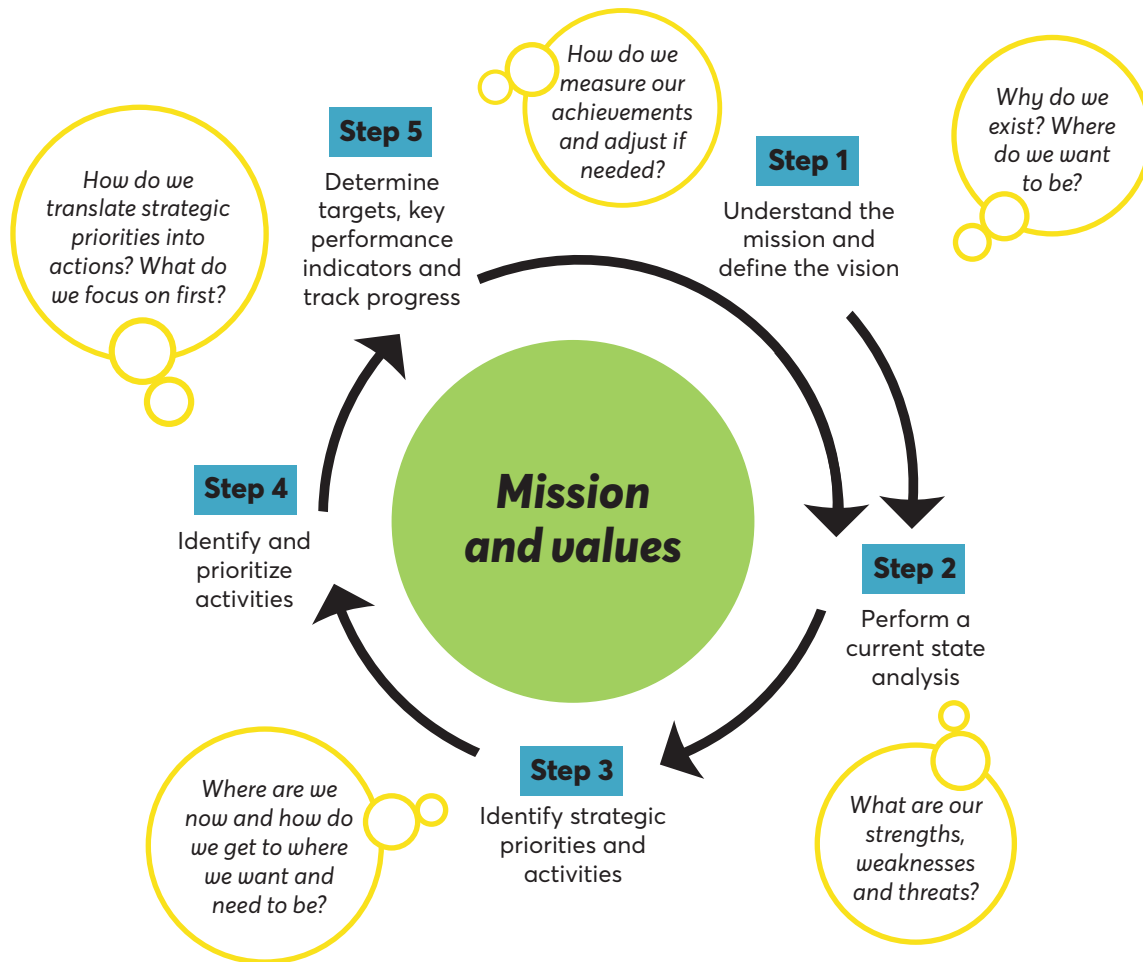 Step 1
Understand the
mission and
define the vision
Why do we
exist? Where
do we want
to be?
Step 2
Perform a
current state
analysis
What are our
strengths,
weaknesses
and threats?
Step 3
Identify strategic
priorities and
activities
Where are we
now and how do
we get to where
we want and
need to be?
Step 4
Identify and
prioritize
activities
How do we
translate strategic
priorities into
actions? What do
we focus on first?
Step 5
Determine
targets, key
performance
indicators and
track progress
How do we
measure our
achievements
and adjust if
needed?
Mission
and values